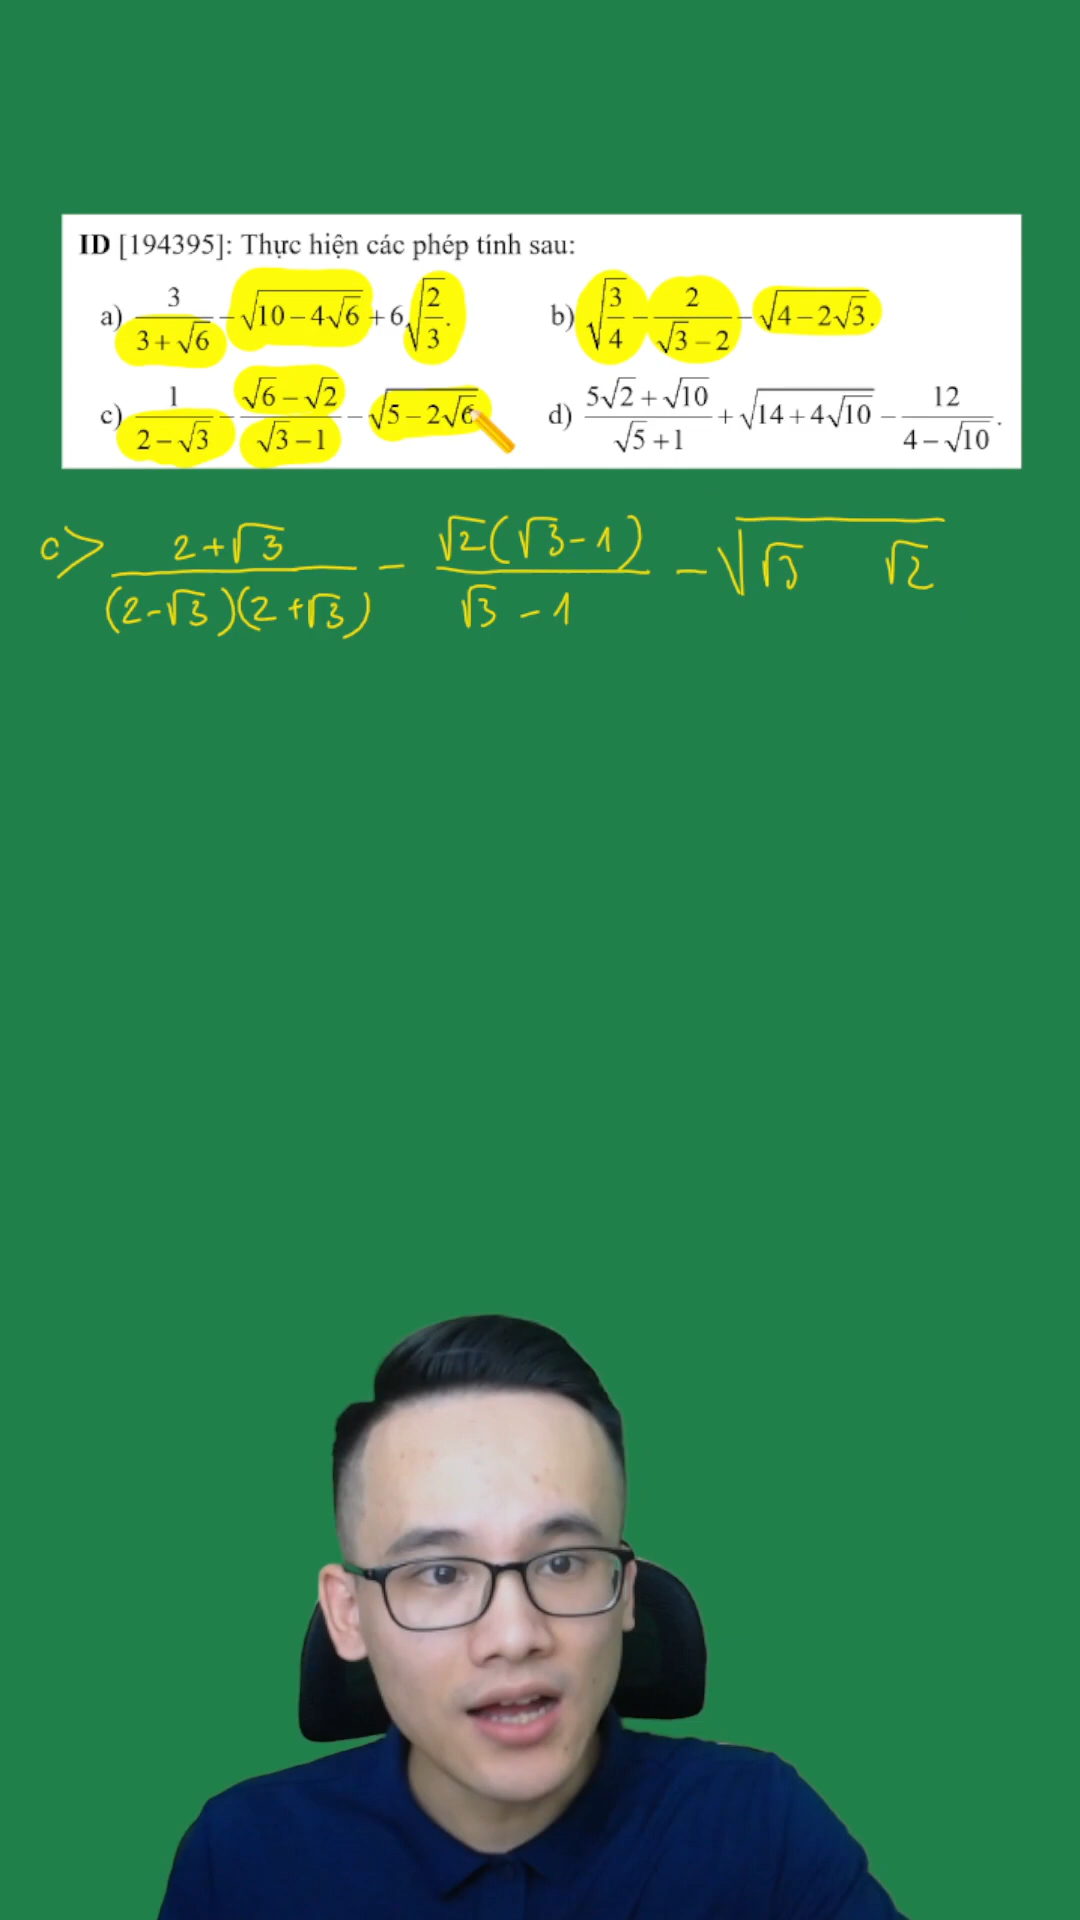 ID [194395]: Thực hiện các phép tính sau:
a) 3/(3+√6) − √(10−4√6) + 6√(2/3). b) √(3/4) − 2/(√3−2) − √(4−2√3).
c) 1/(2−√3) − (√6−√2)/(√3−1) − √(5−2√6 d) (5√2+√10)/(√5+1) + √(14+4√10) − 12/(4−√10).
c> (2+√3)/((2-√3)(2+√3)) - (√2(√3-1))/(√3-1) - √(√3 √2)